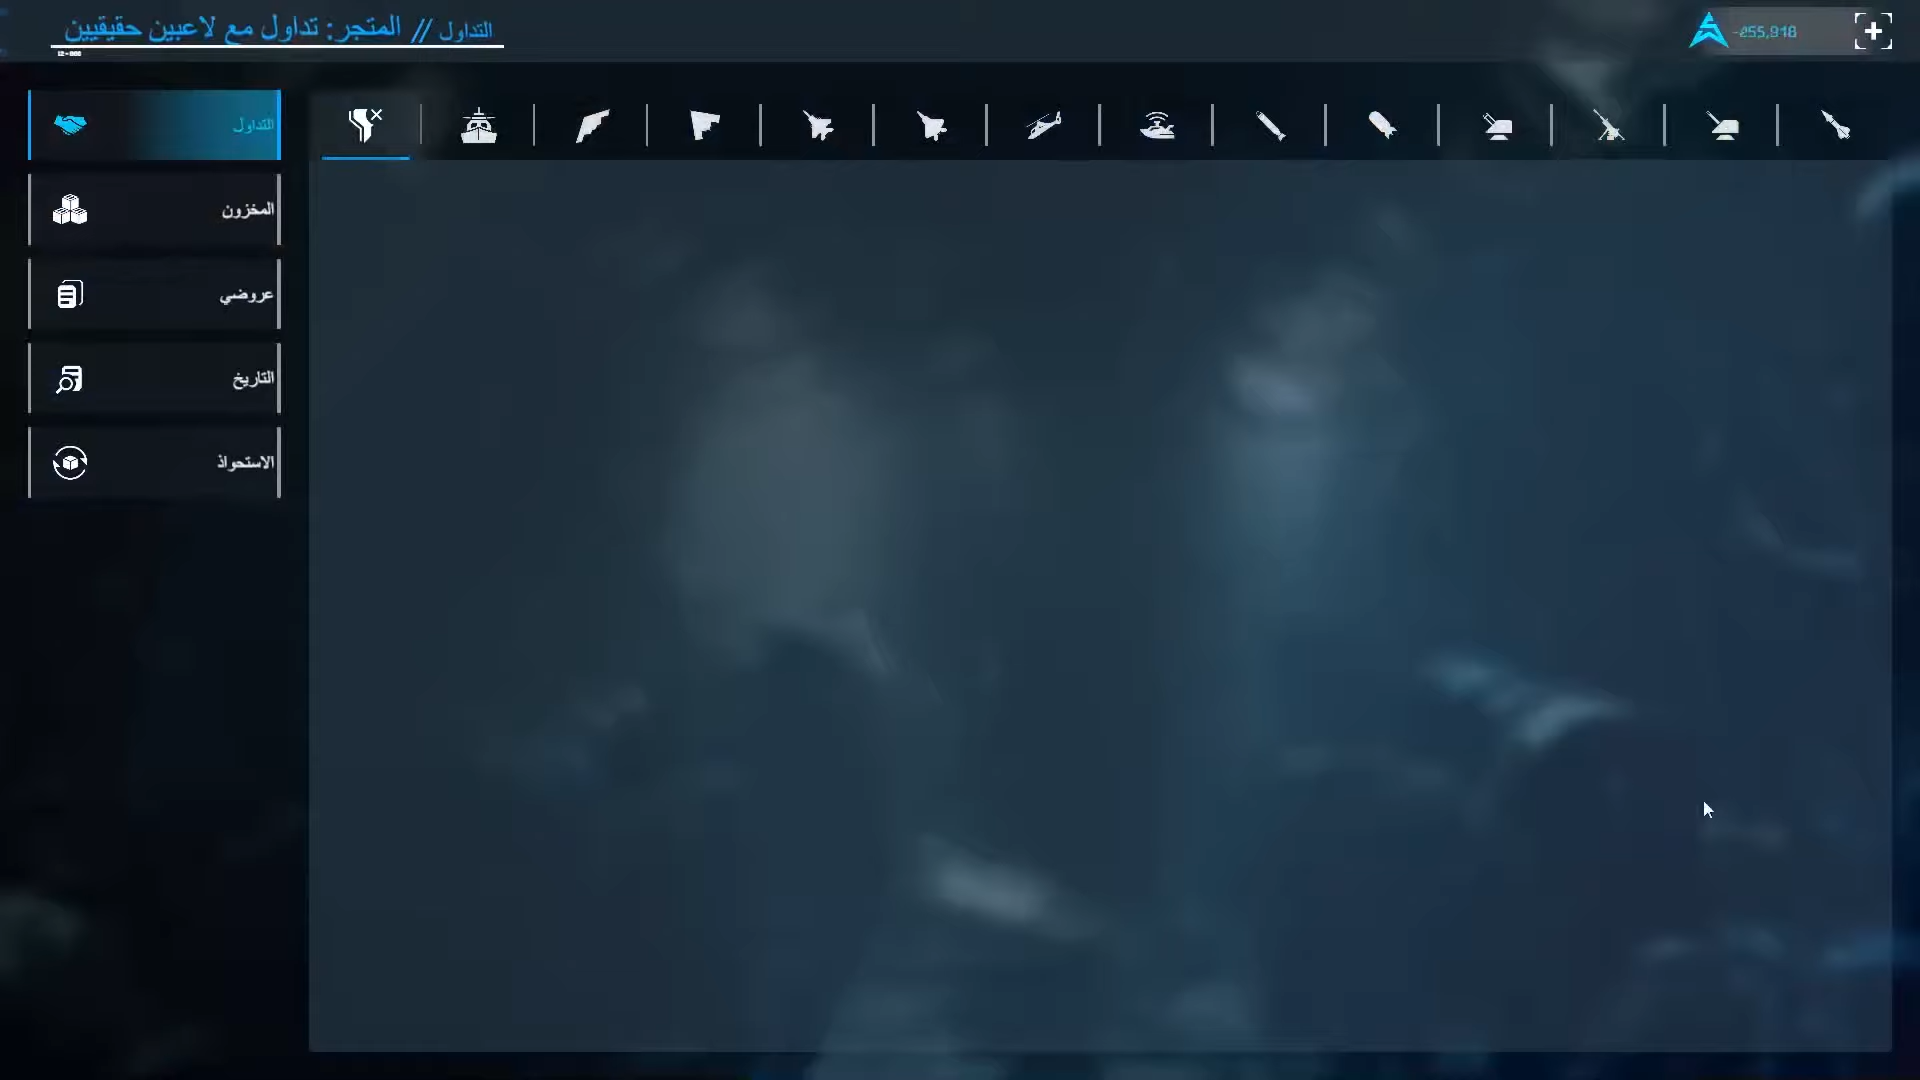 المتجر: تداول مع لاعبين حقيقيين // التداول
-255,918
التداول
المخزون
عروضي
التاريخ
الاستحواذ